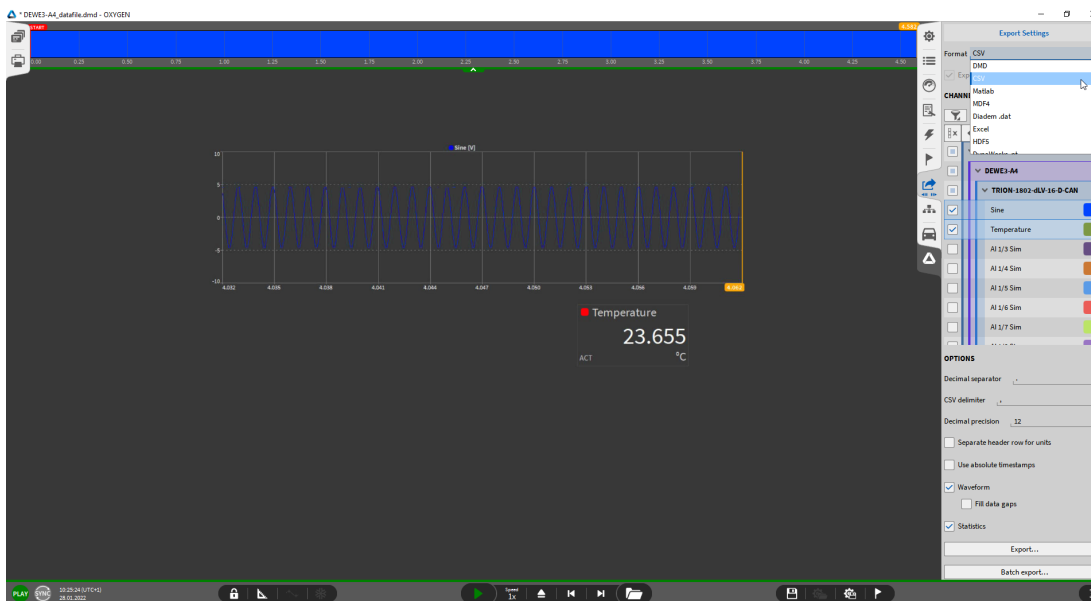 * DEWE3-A4_datafile.dmd - OXYGEN
START
4.542
0.00 0.25 0.50 0.75 1.00 1.25 1.50 1.75 2.00 2.25 2.50 2.75 3.00 3.25 3.50 3.75 4.00 4.25 4.50
Export Settings
Format CSV
DMD
CSV
Matlab
MDF4
Diadem .dat
Excel
HDF5
CHANN
DEWE3-A4
TRION-1802-dLV-16-D-CAN
Sine
Temperature
AI 1/3 Sim
AI 1/4 Sim
AI 1/5 Sim
AI 1/6 Sim
AI 1/7 Sim
OPTIONS
Decimal separator .
CSV delimiter ,
Decimal precision 12
Separate header row for units
Use absolute timestamps
Waveform
Fill data gaps
Statistics
Export...
Batch export...
Sine [V]
10
5
0
-5
-10
4.032 4.035 4.038 4.041 4.044 4.047 4.050 4.053 4.056 4.059 4.062
Temperature
23.655
ACT °C
PLAY SYNC 10:25:24 (UTC+1)
28.01.2022
Speed
1x